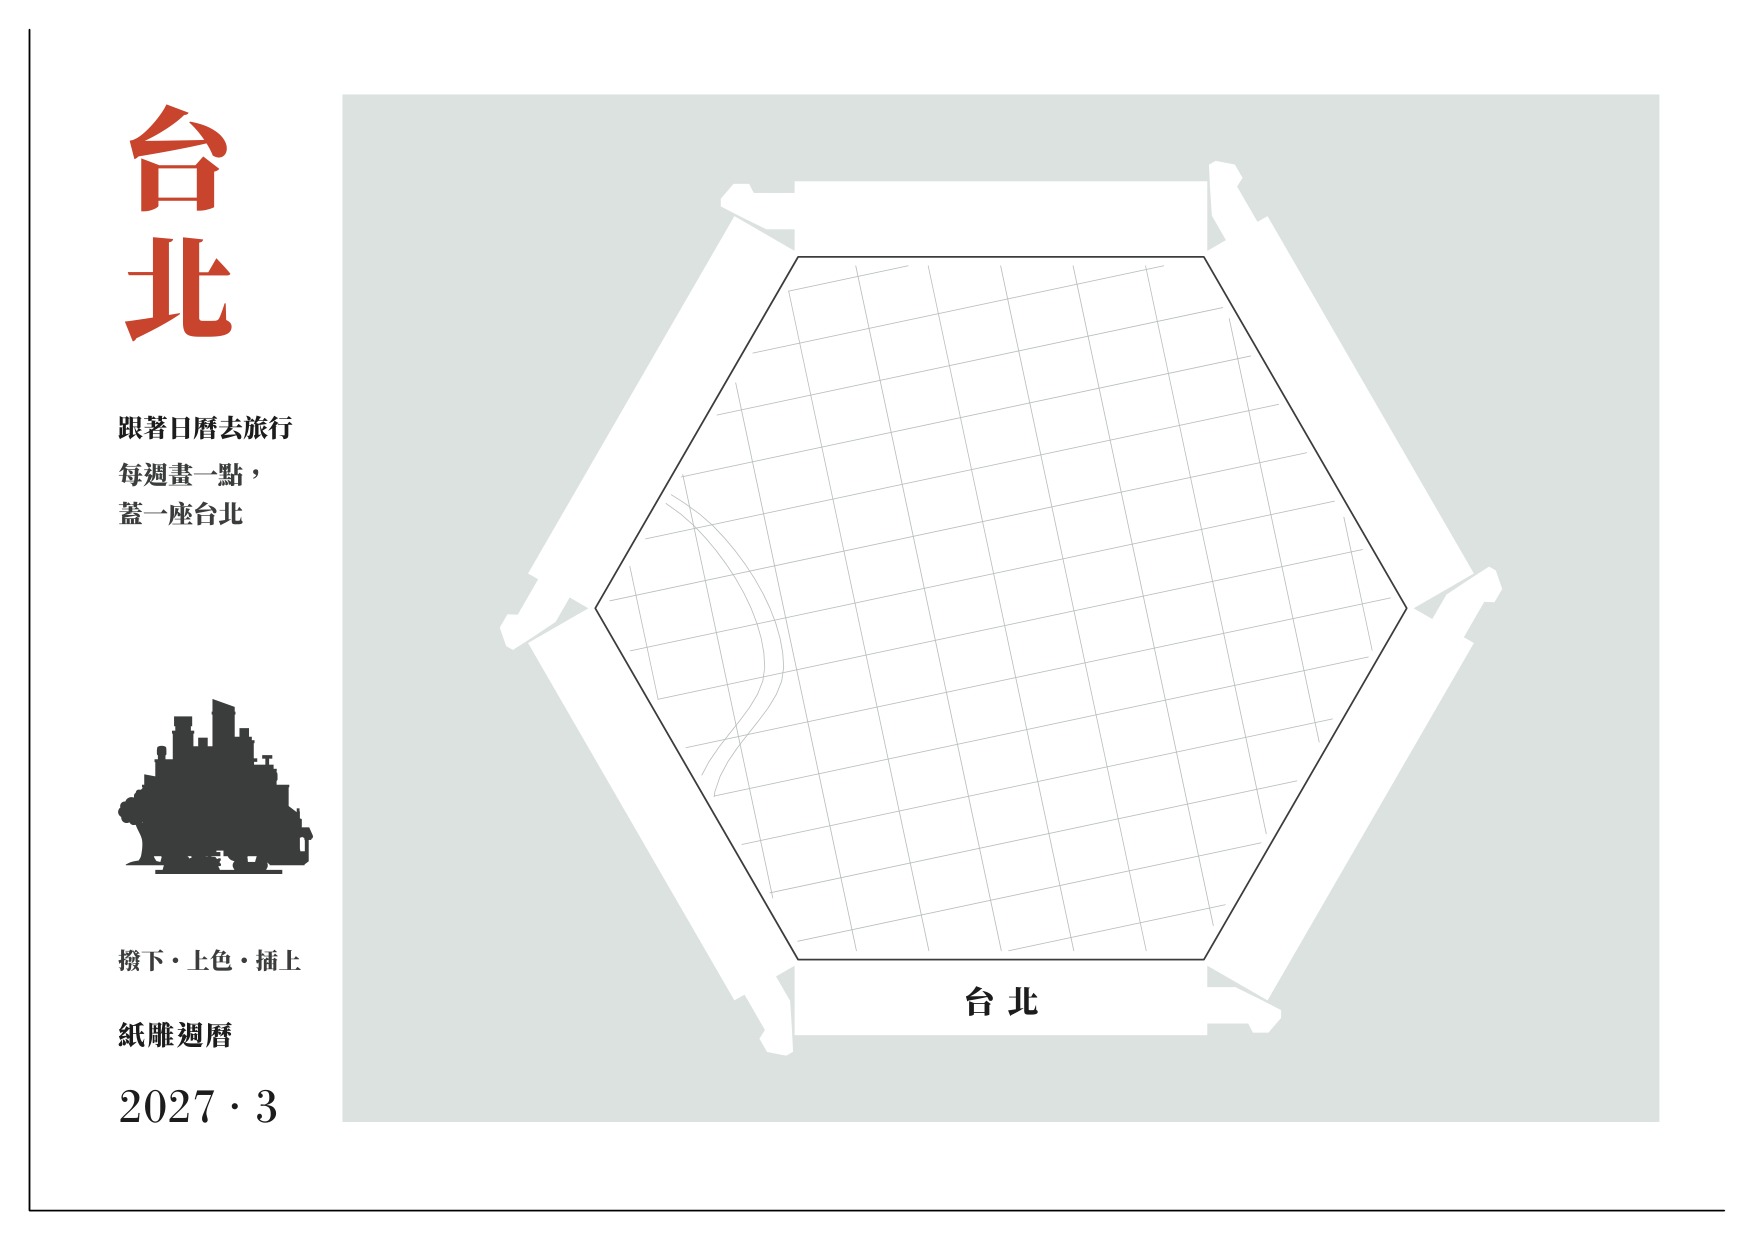 台北
跟著日曆去旅行
每週畫一點，
蓋一座台北
撥下・上色・插上
紙雕週曆
2027・3
台北